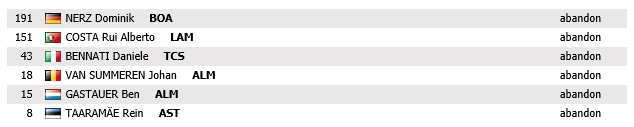 191 NERZ Dominik BOA abandon
151 COSTA Rui Alberto LAM abandon
43 BENNATI Daniele TCS abandon
18 VAN SUMMEREN Johan ALM abandon
15 GASTAUER Ben ALM abandon
8 TAARAMÄE Rein AST abandon